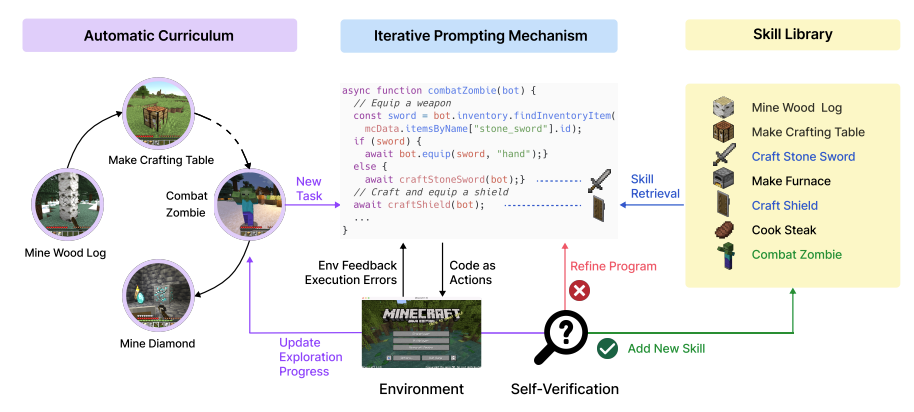 Automatic Curriculum
Iterative Prompting Mechanism
Skill Library
Make Crafting Table
Combat
Zombie
Mine Wood Log
Mine Diamond
New
Task
async function combatZombie(bot) {
// Equip a weapon
const sword = bot.inventory.findInventoryItem(
mcData.itemsByName["stone_sword"].id);
if (sword) {
await bot.equip(sword, "hand");}
else {
await craftStoneSword(bot);}
// Craft and equip a shield
await craftShield(bot);
...
}
Skill
Retrieval
Mine Wood Log
Make Crafting Table
Craft Stone Sword
Make Furnace
Craft Shield
Cook Steak
Combat Zombie
Env Feedback
Execution Errors
Code as
Actions
Refine Program
Update
Exploration
Progress
MINECRAFT
Environment
Self-Verification
Add New Skill